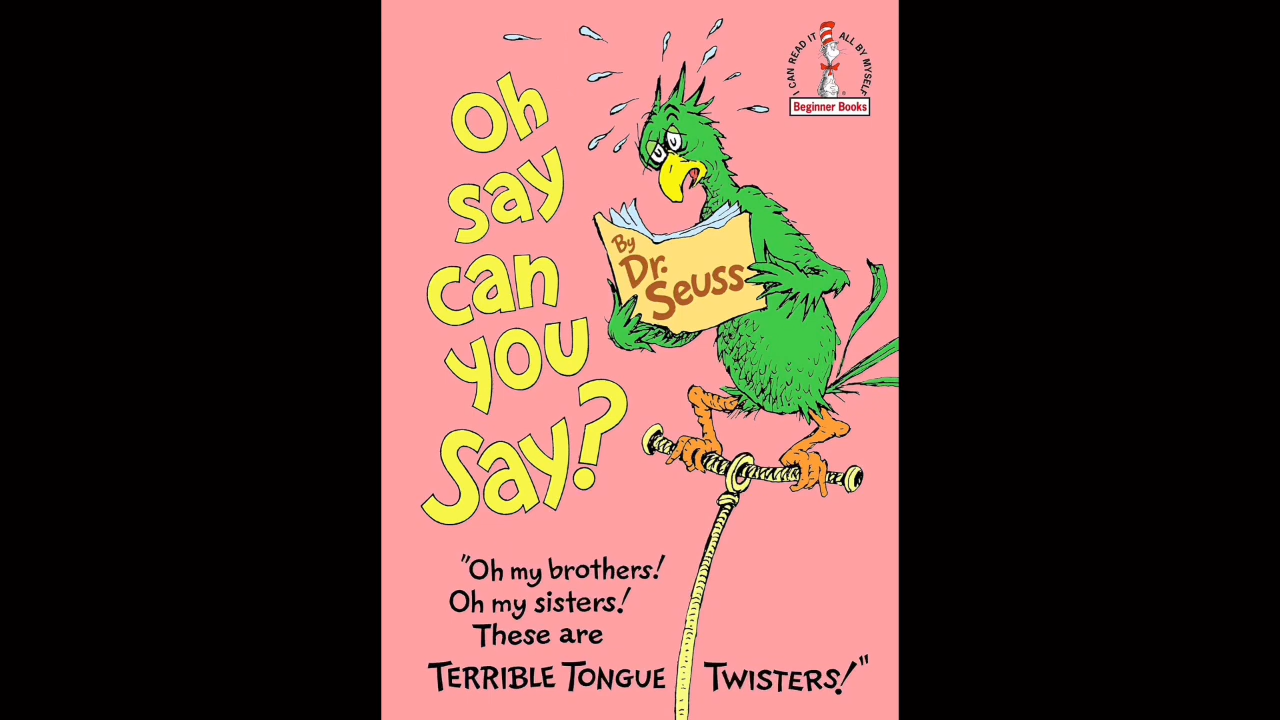 I CAN READ IT ALL BY MYSELF
Beginner Books
Oh
say
can
you
Say?
By
Dr.
Seuss
"Oh my brothers!
Oh my sisters!
These are
TERRIBLE TONGUE TWISTERS!"